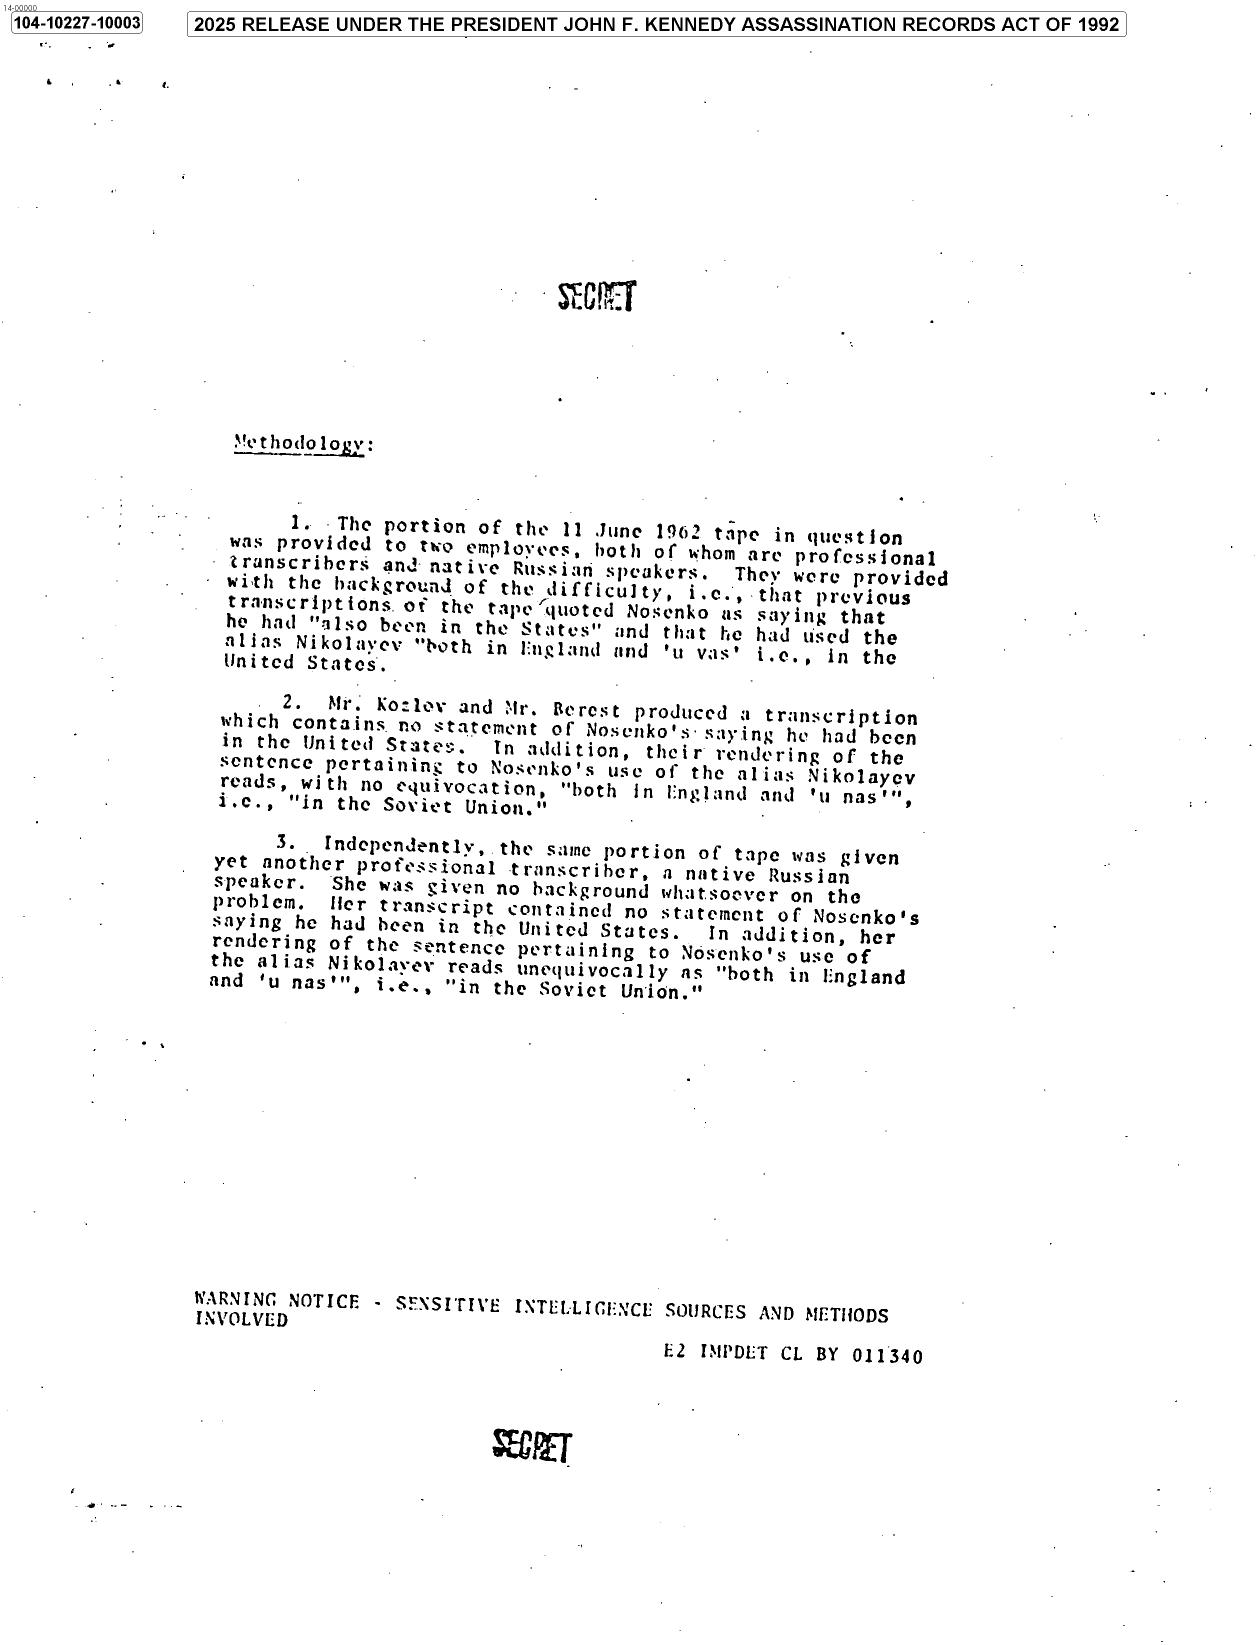 14-00000
104-10227-10003
2025 RELEASE UNDER THE PRESIDENT JOHN F. KENNEDY ASSASSINATION RECORDS ACT OF 1992
SECRET
Methodology:
1. The portion of the 11 June 1962 tape in question
was provided to two employees, both of whom are professional
transcribers and native Russian speakers. They were provided
with the background of the difficulty, i.e., that previous
transcriptions of the tape quoted Nosenko as saying that
he had "also been in the States" and that he had used the
alias Nikolayev "both in England and 'u vas' i.e., in the
United States.
2. Mr. Kozlov and Mr. Berest produced a transcription
which contains no statement of Nosenko's saying he had been
in the United States. In addition, their rendering of the
sentence pertaining to Nosenko's use of the alias Nikolayev
reads, with no equivocation, "both in England and 'u nas'",
i.e., "in the Soviet Union."
3. Independently, the same portion of tape was given
yet another professional transcriber, a native Russian
speaker. She was given no background whatsoever on the
problem. Her transcript contained no statement of Nosenko's
saying he had been in the United States. In addition, her
rendering of the sentence pertaining to Nosenko's use of
the alias Nikolayev reads unequivocally as "both in England
and 'u nas'", i.e., "in the Soviet Union."
WARNING NOTICE - SENSITIVE INTELLIGENCE SOURCES AND METHODS
INVOLVED
E2 IMPDET CL BY 011340
SECRET